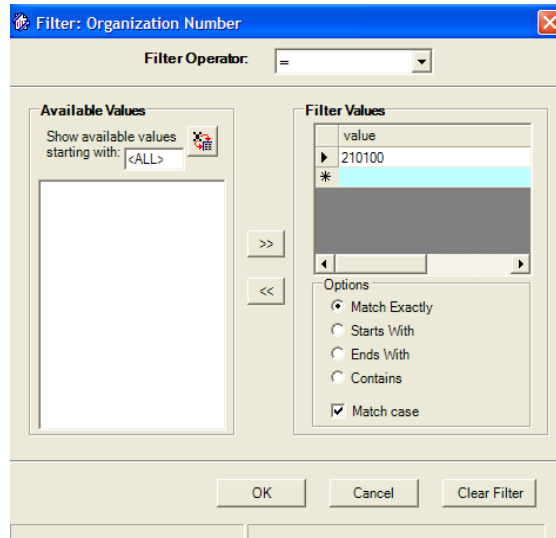 Filter: Organization Number
Filter Operator:
=
Available Values
Show available values
starting with:
<ALL>
>>
<<
Filter Values
value
210100
Options
Match Exactly
Starts With
Ends With
Contains
Match case
OK
Cancel
Clear Filter